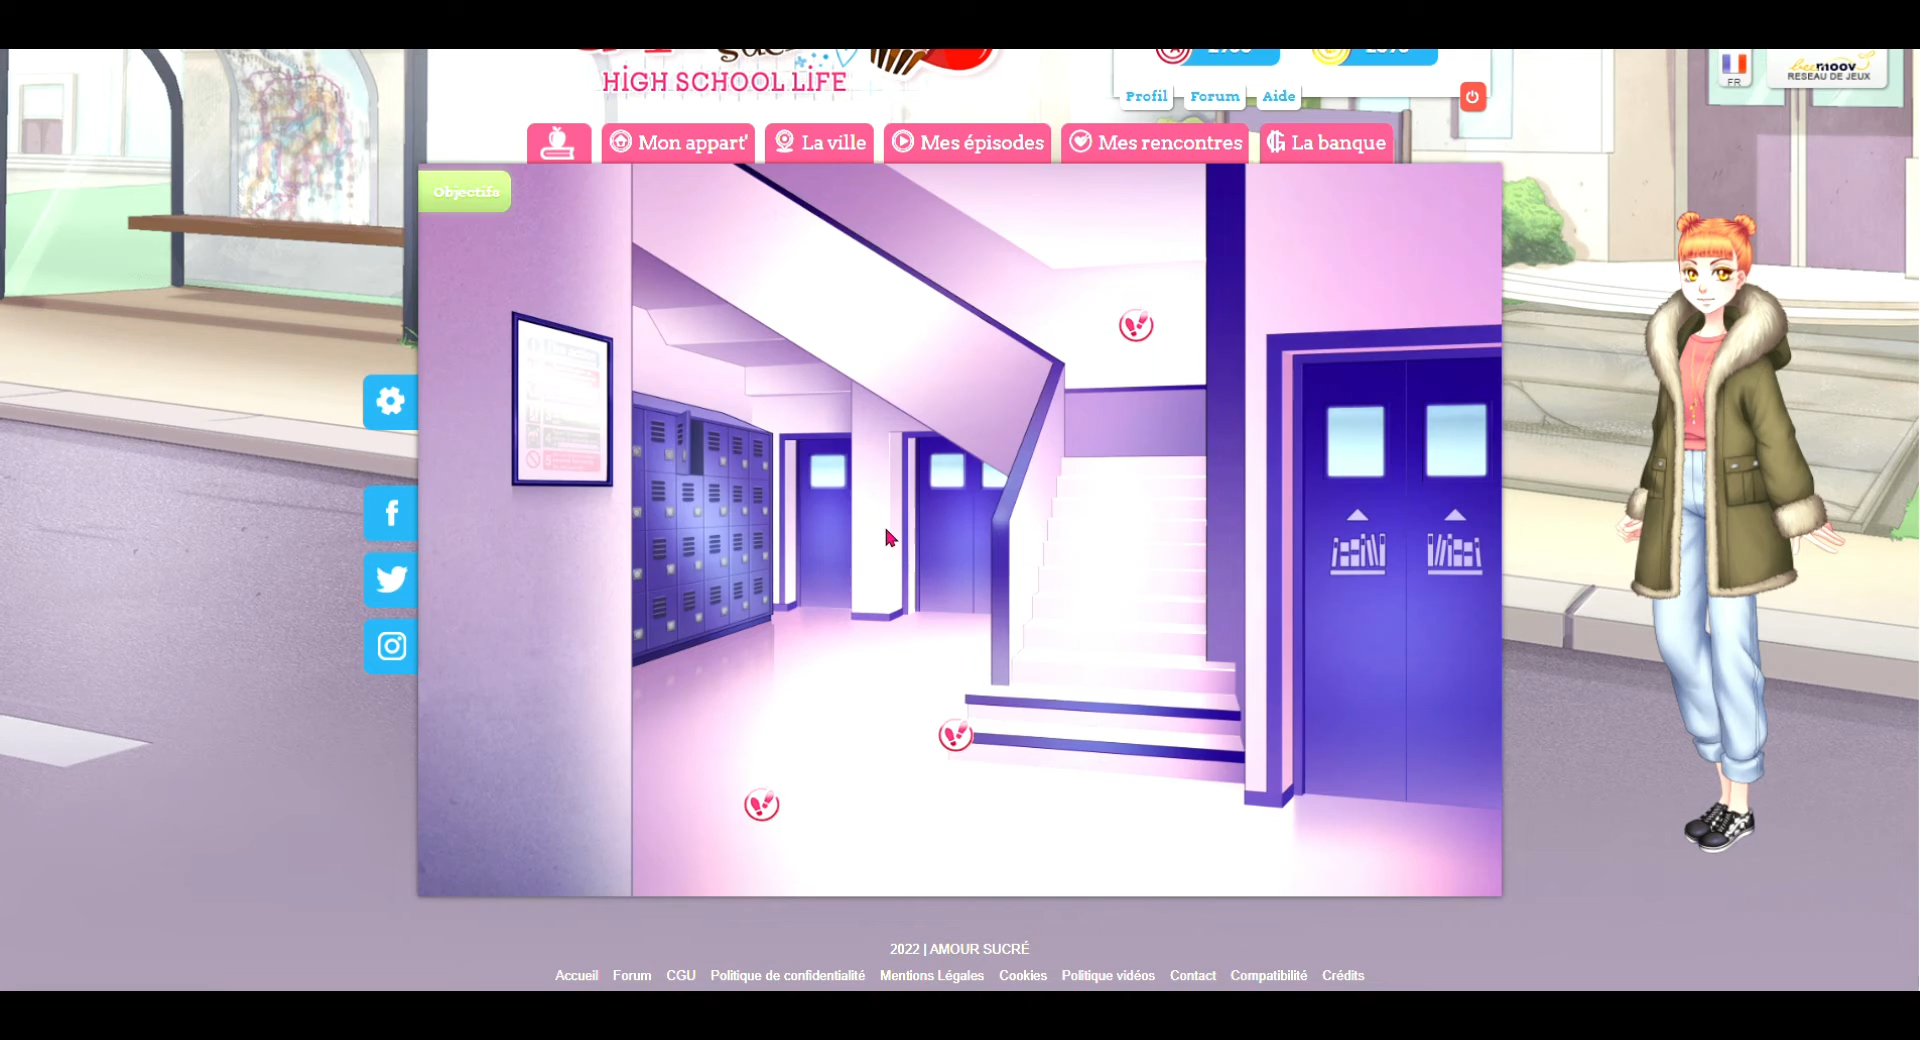 HIGH SCHOOL LIFE
FR
beemoov
RESEAU DE JEUX
Profil
Forum
Aide
Mon appart'
La ville
Mes épisodes
Mes rencontres
La banque
Objectifs
2022 | AMOUR SUCRÉ
Accueil Forum CGU Politique de confidentialité Mentions Légales Cookies Politique vidéos Contact Compatibilité Crédits